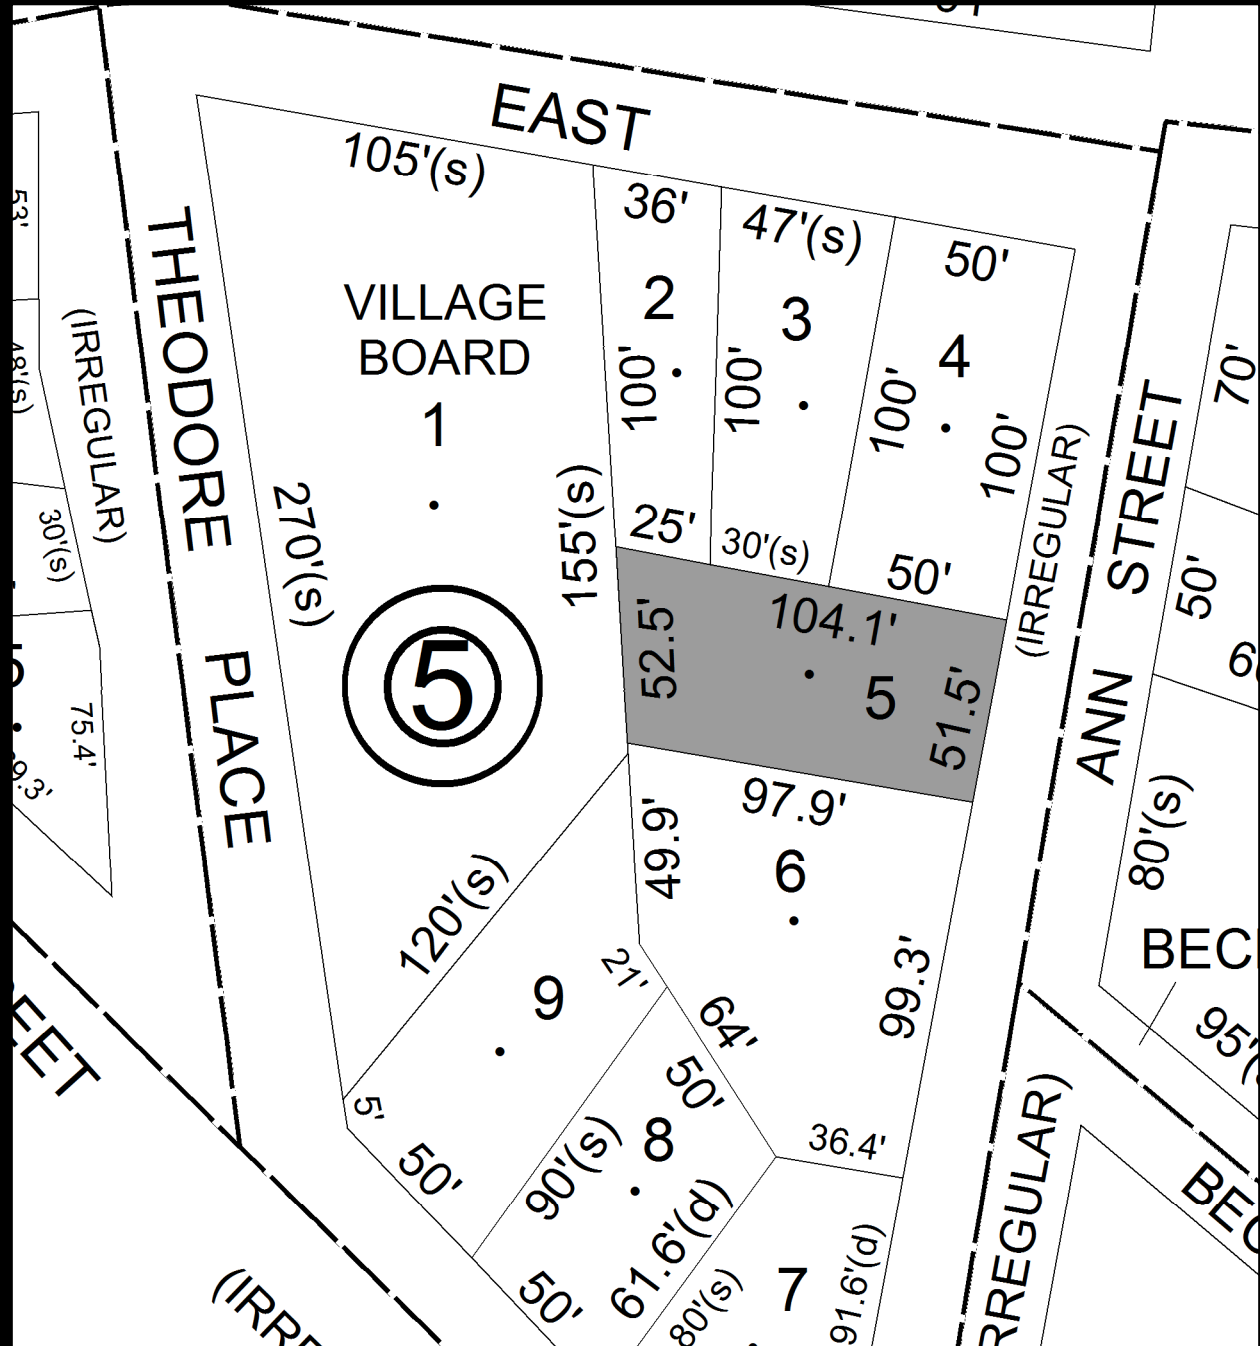 EAST
105'(s)
36'
47'(s)
50'
53'
THEODORE
PLACE
(IRREGULAR)
VILLAGE
BOARD
1
2
3
4
100'
100'
100'
100'
(IRREGULAR)
ANN STREET
70'
48'(s)
30'(s)
270'(s)
155'(s)
25'
30'(s)
50'
50'
5
104.1'
52.5'
5
51.5'
75.4'
97.9'
49.9'
6
80'(s)
120'(s)
21'
9
64'
99.3'
50'
5'
50'
90'(s)
8
36.4'
61.6'(d)
50'
80'(s)
7
91.6'(d)